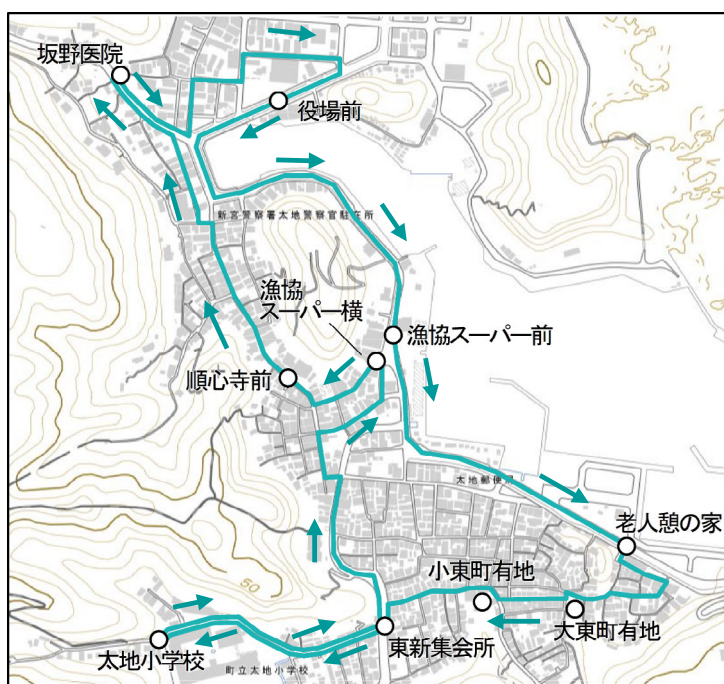 坂野医院
役場前
新宮警察署太地警察官駐在所
漁協
スーパー横
漁協スーパー前
順心寺前
太地郵便局
老人憩の家
小東町有地
50
大東町有地
東新集会所
太地小学校
町立太地小学校